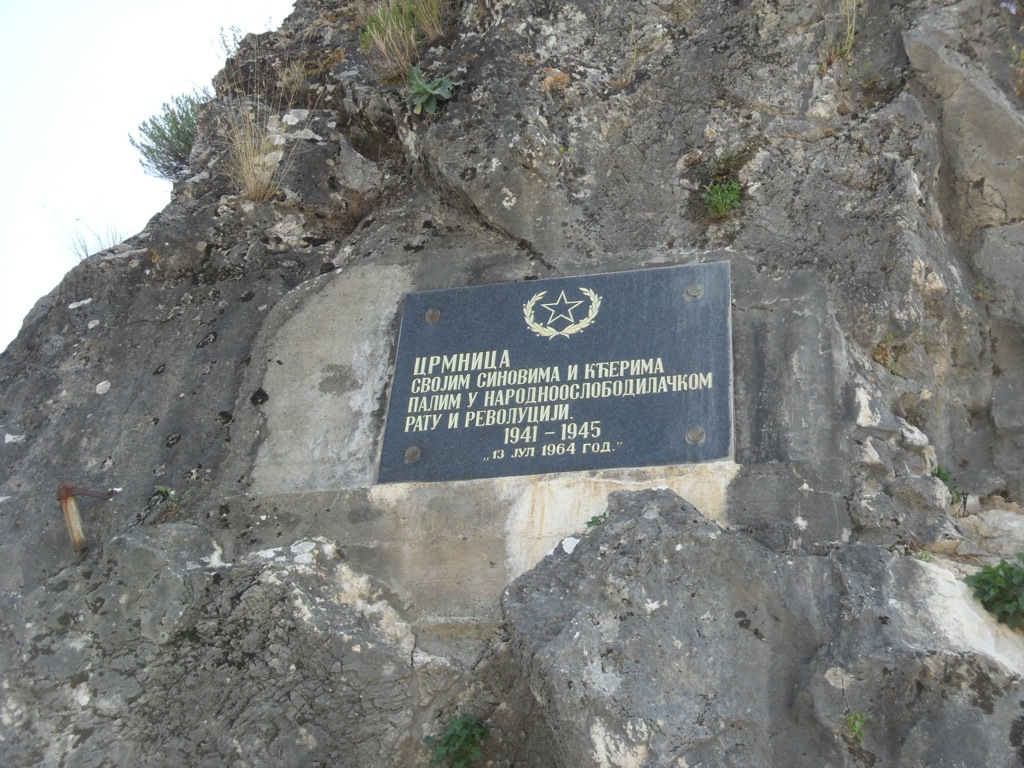 ЦРМНИЦА
СВОЈИМ СИНОВИМА И КЋЕРИМА
ПАЛИМ У НАРОДНООСЛОБОДИЛАЧКОМ
РАТУ И РЕВОЛУЦИЈИ.
1941 – 1945
„13 ЈУЛ 1964 ГОД.”